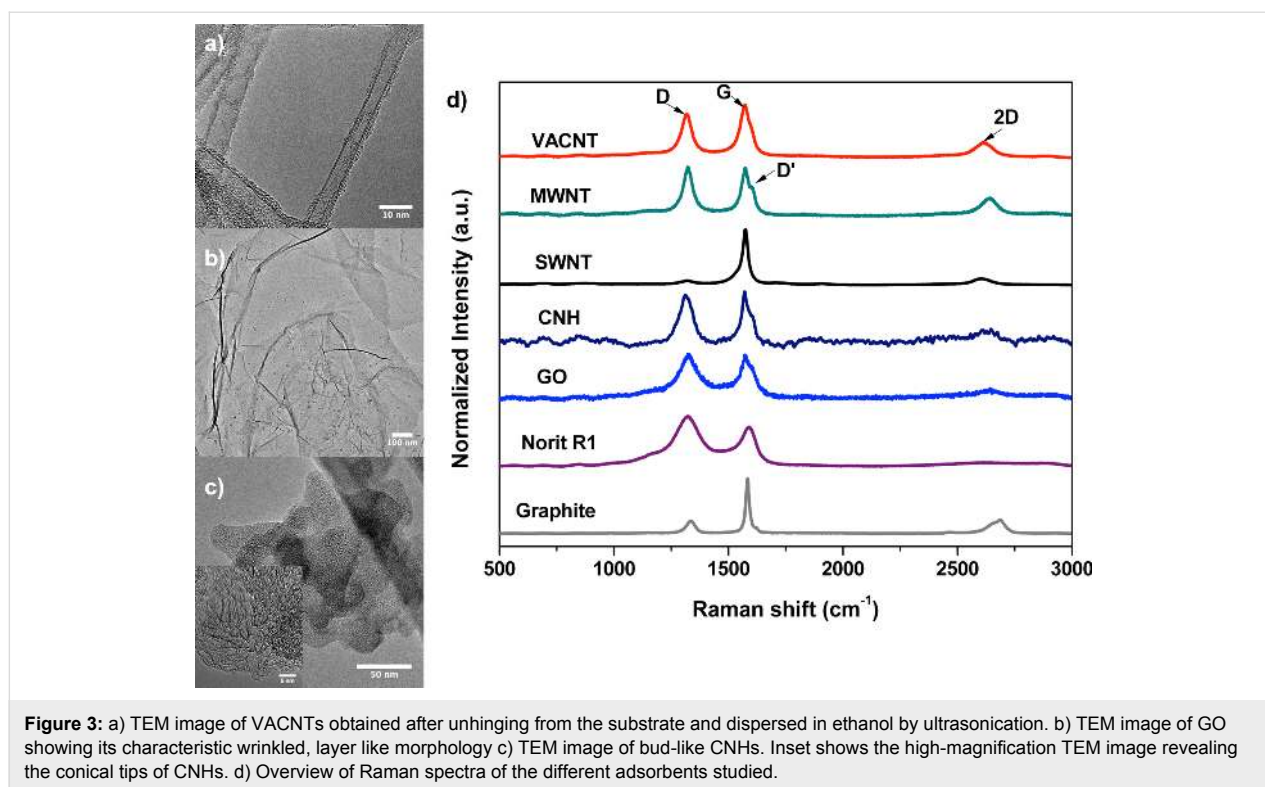 a)
10 nm
b)
100 nm
c)
5 nm
50 nm
d)
D
G
2D
VACNT
D'
MWNT
SWNT
CNH
GO
Norit R1
Graphite
Normalized Intensity (a.u.)
500 1000 1500 2000 2500 3000
Raman shift (cm⁻¹)
Figure 3: a) TEM image of VACNTs obtained after unhinging from the substrate and dispersed in ethanol by ultrasonication. b) TEM image of GO
showing its characteristic wrinkled, layer like morphology c) TEM image of bud-like CNHs. Inset shows the high-magnification TEM image revealing
the conical tips of CNHs. d) Overview of Raman spectra of the different adsorbents studied.